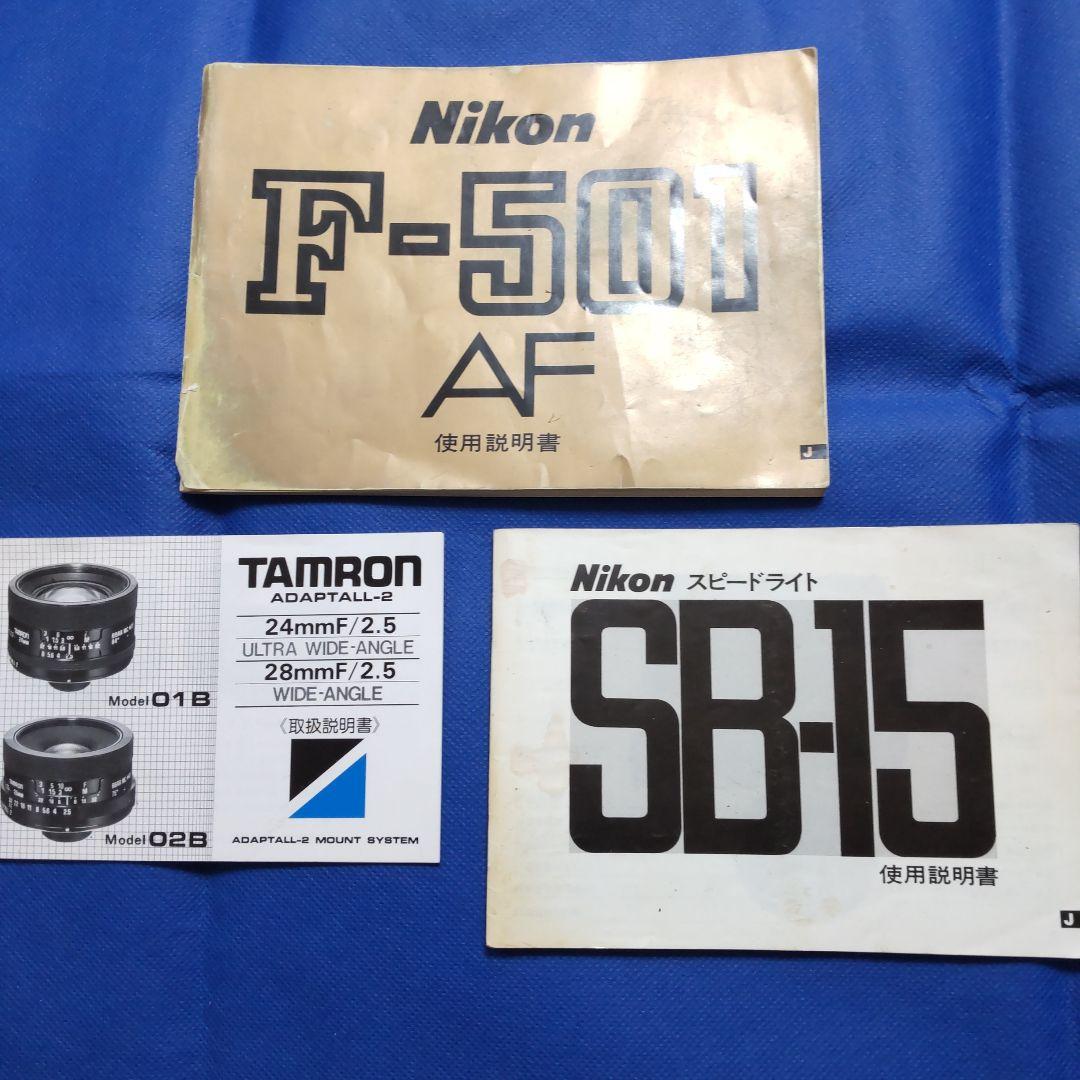 Nikon
F-501
AF
使用説明書
J
Model 01B
Model 02B
TAMRON
ADAPTALL-2
24mmF/2.5
ULTRA WIDE-ANGLE
28mmF/2.5
WIDE-ANGLE
《取扱説明書》
ADAPTALL-2 MOUNT SYSTEM
Nikon スピードライト
SB-15
使用説明書
J